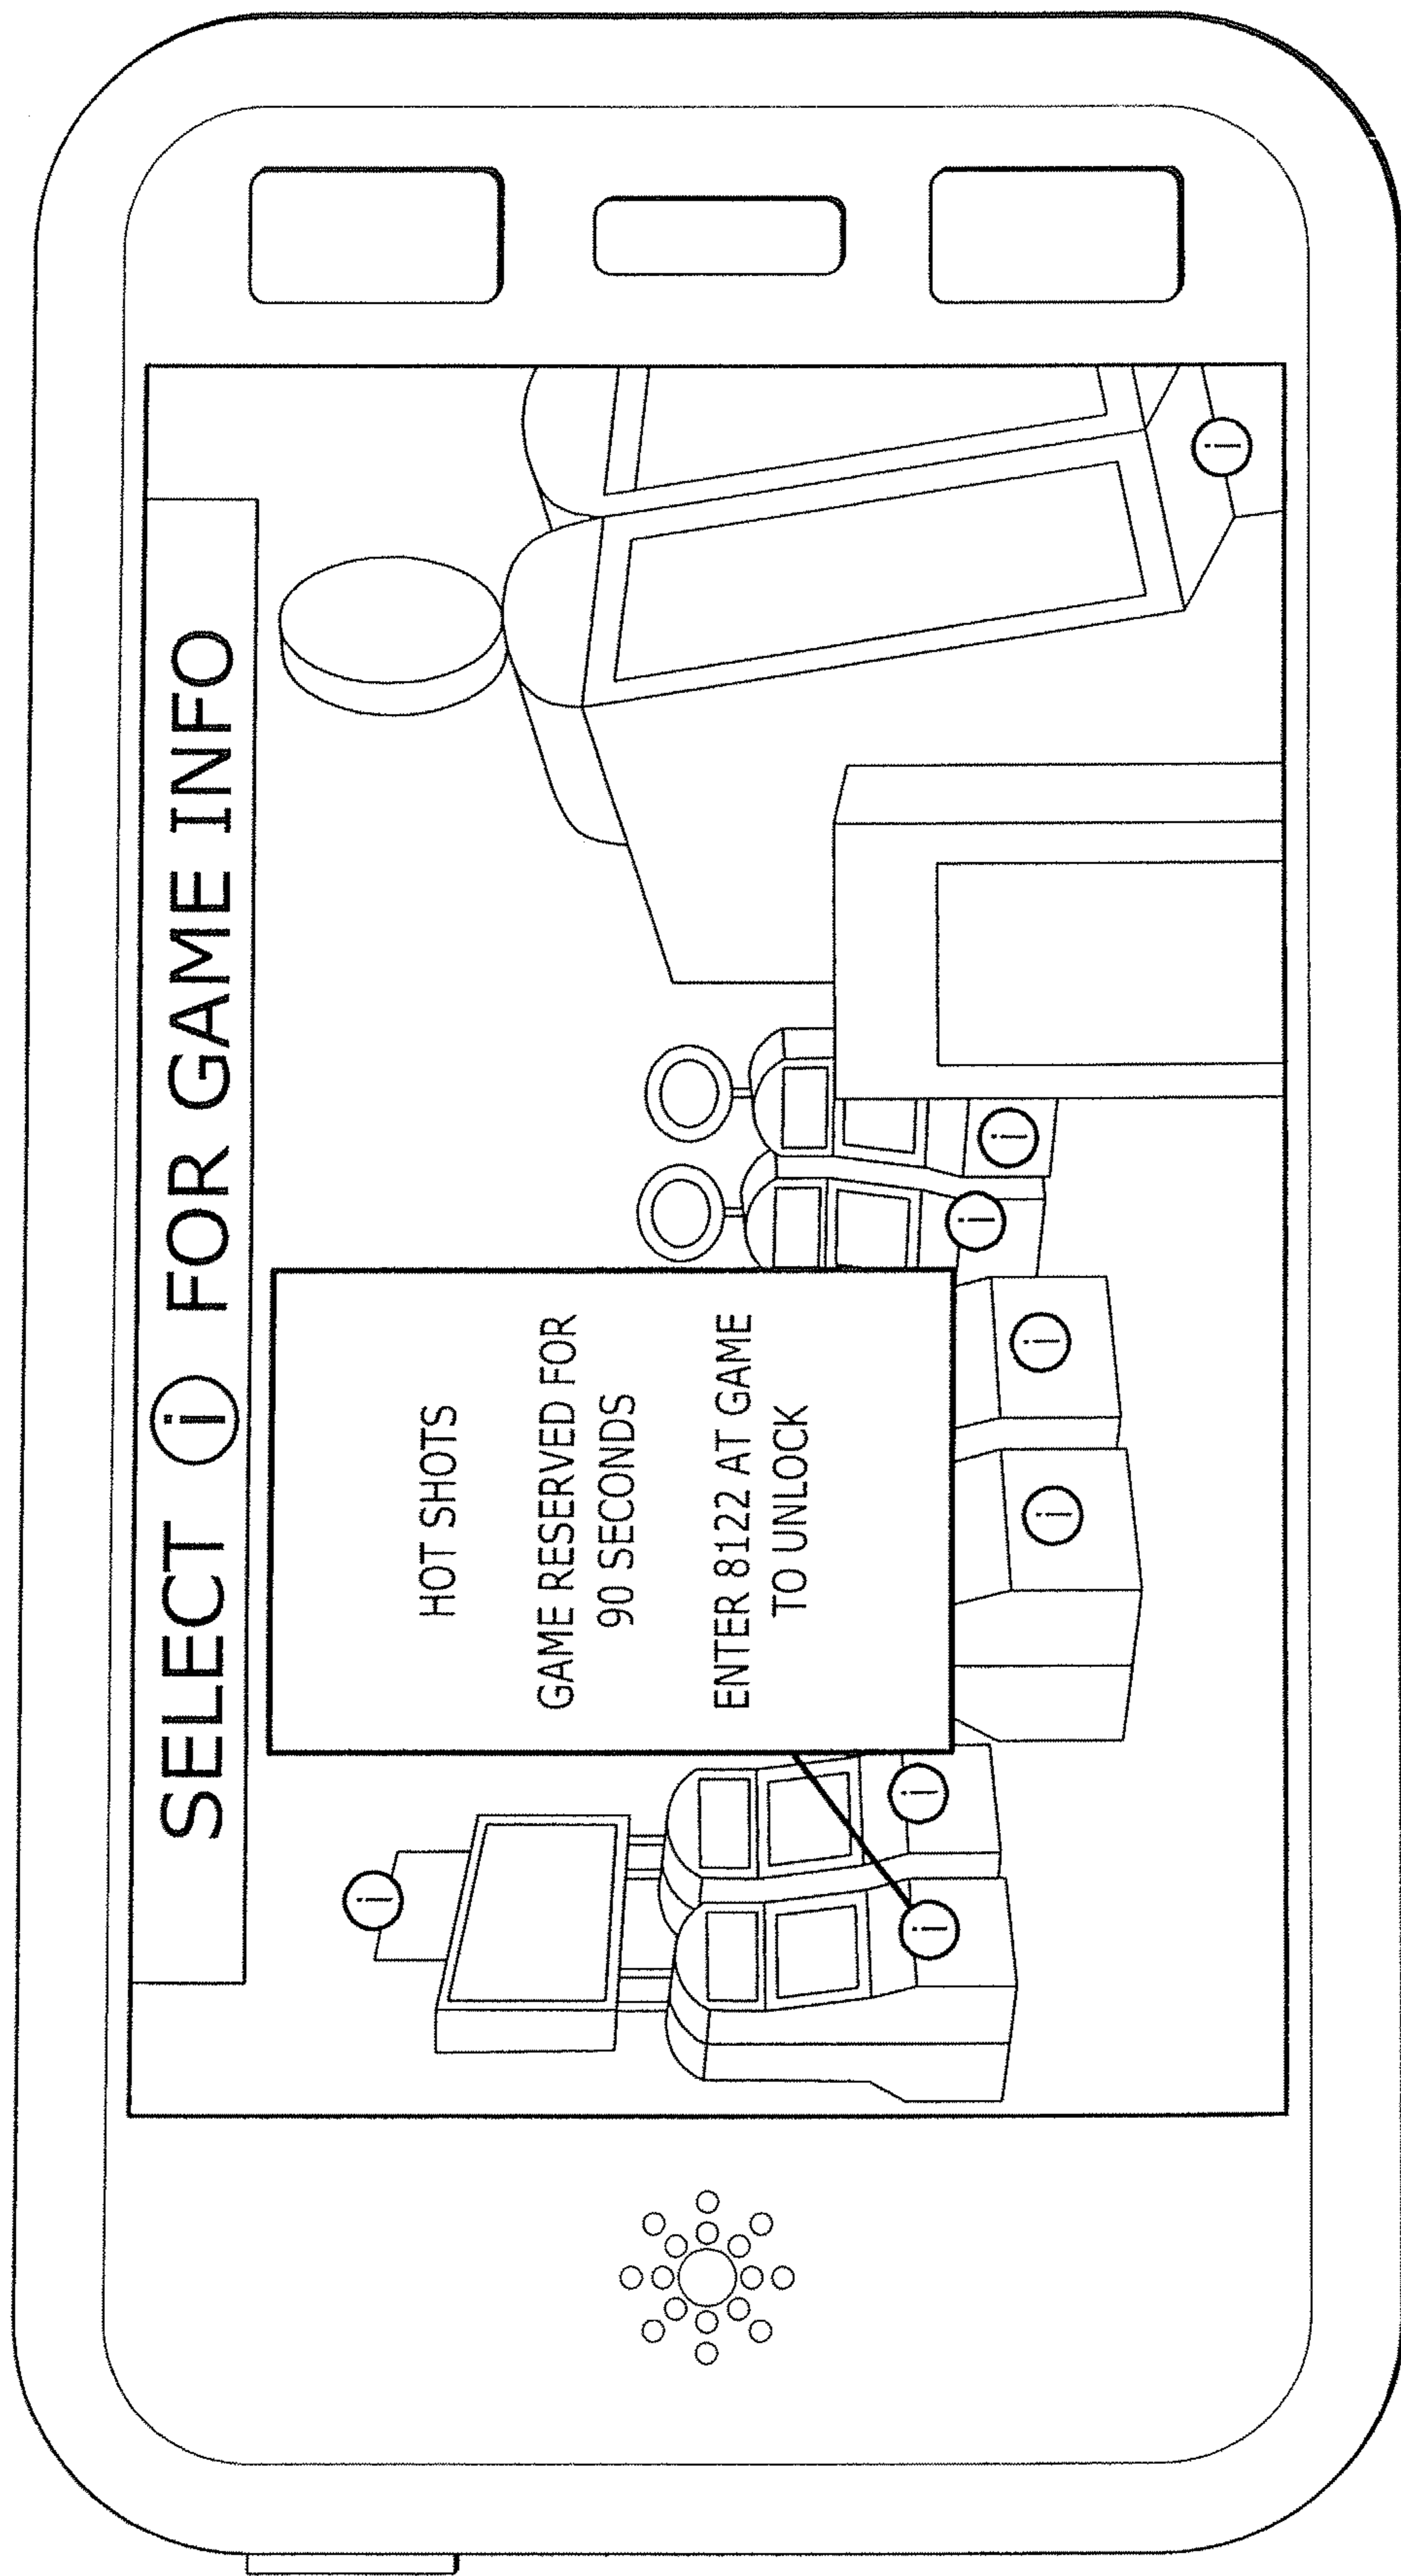 SELECT i FOR GAME INFO
HOT SHOTS
GAME RESERVED FOR
90 SECONDS
ENTER 8122 AT GAME
TO UNLOCK
i
i
i
i
i
i
i
i